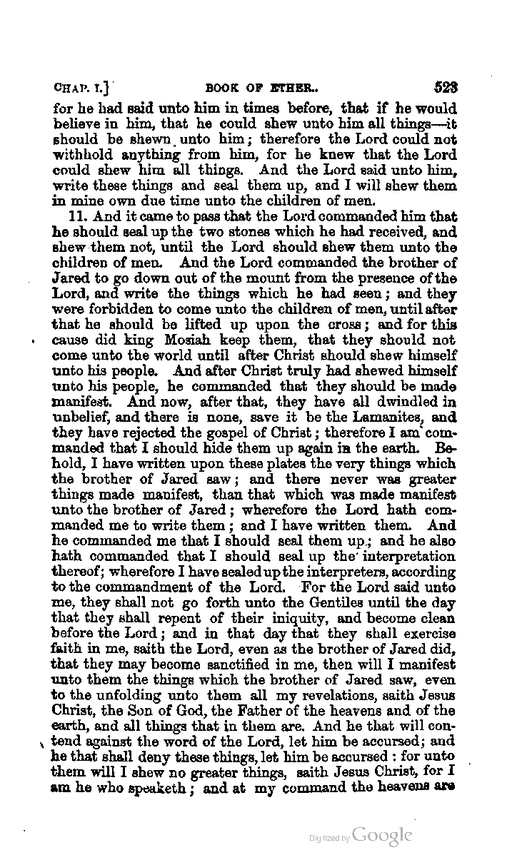 CHAP. I.] BOOK OF ETHER. 523
for he had said unto him in times before, that if he would
believe in him, that he could shew unto him all things—it
should be shewn unto him; therefore the Lord could not
withhold anything from him, for he knew that the Lord
could shew him all things. And the Lord said unto him,
write these things and seal them up, and I will shew them
in mine own due time unto the children of men.
11. And it came to pass that the Lord commanded him that
he should seal up the two stones which he had received, and
shew them not, until the Lord should shew them unto the
children of men. And the Lord commanded the brother of
Jared to go down out of the mount from the presence of the
Lord, and write the things which he had seen; and they
were forbidden to come unto the children of men, until after
that he should be lifted up upon the cross; and for this
cause did king Mosiah keep them, that they should not
come unto the world until after Christ should shew himself
unto his people. And after Christ truly had shewed himself
unto his people, he commanded that they should be made
manifest. And now, after that, they have all dwindled in
unbelief, and there is none, save it be the Lamanites, and
they have rejected the gospel of Christ; therefore I am com-
manded that I should hide them up again in the earth. Be-
hold, I have written upon these plates the very things which
the brother of Jared saw; and there never was greater
things made manifest, than that which was made manifest
unto the brother of Jared; wherefore the Lord hath com-
manded me to write them; and I have written them. And
he commanded me that I should seal them up; and he also
hath commanded that I should seal up the interpretation
thereof; wherefore I have sealed up the interpreters, according
to the commandment of the Lord. For the Lord said unto
me, they shall not go forth unto the Gentiles until the day
that they shall repent of their iniquity, and become clean
before the Lord; and in that day that they shall exercise
faith in me, saith the Lord, even as the brother of Jared did,
that they may become sanctified in me, then will I manifest
unto them the things which the brother of Jared saw, even
to the unfolding unto them all my revelations, saith Jesus
Christ, the Son of God, the Father of the heavens and of the
earth, and all things that in them are. And he that will con-
tend against the word of the Lord, let him be accursed; and
he that shall deny these things, let him be accursed: for unto
them will I shew no greater things, saith Jesus Christ, for I
am he who speaketh; and at my command the heavens are
Digitized by Google